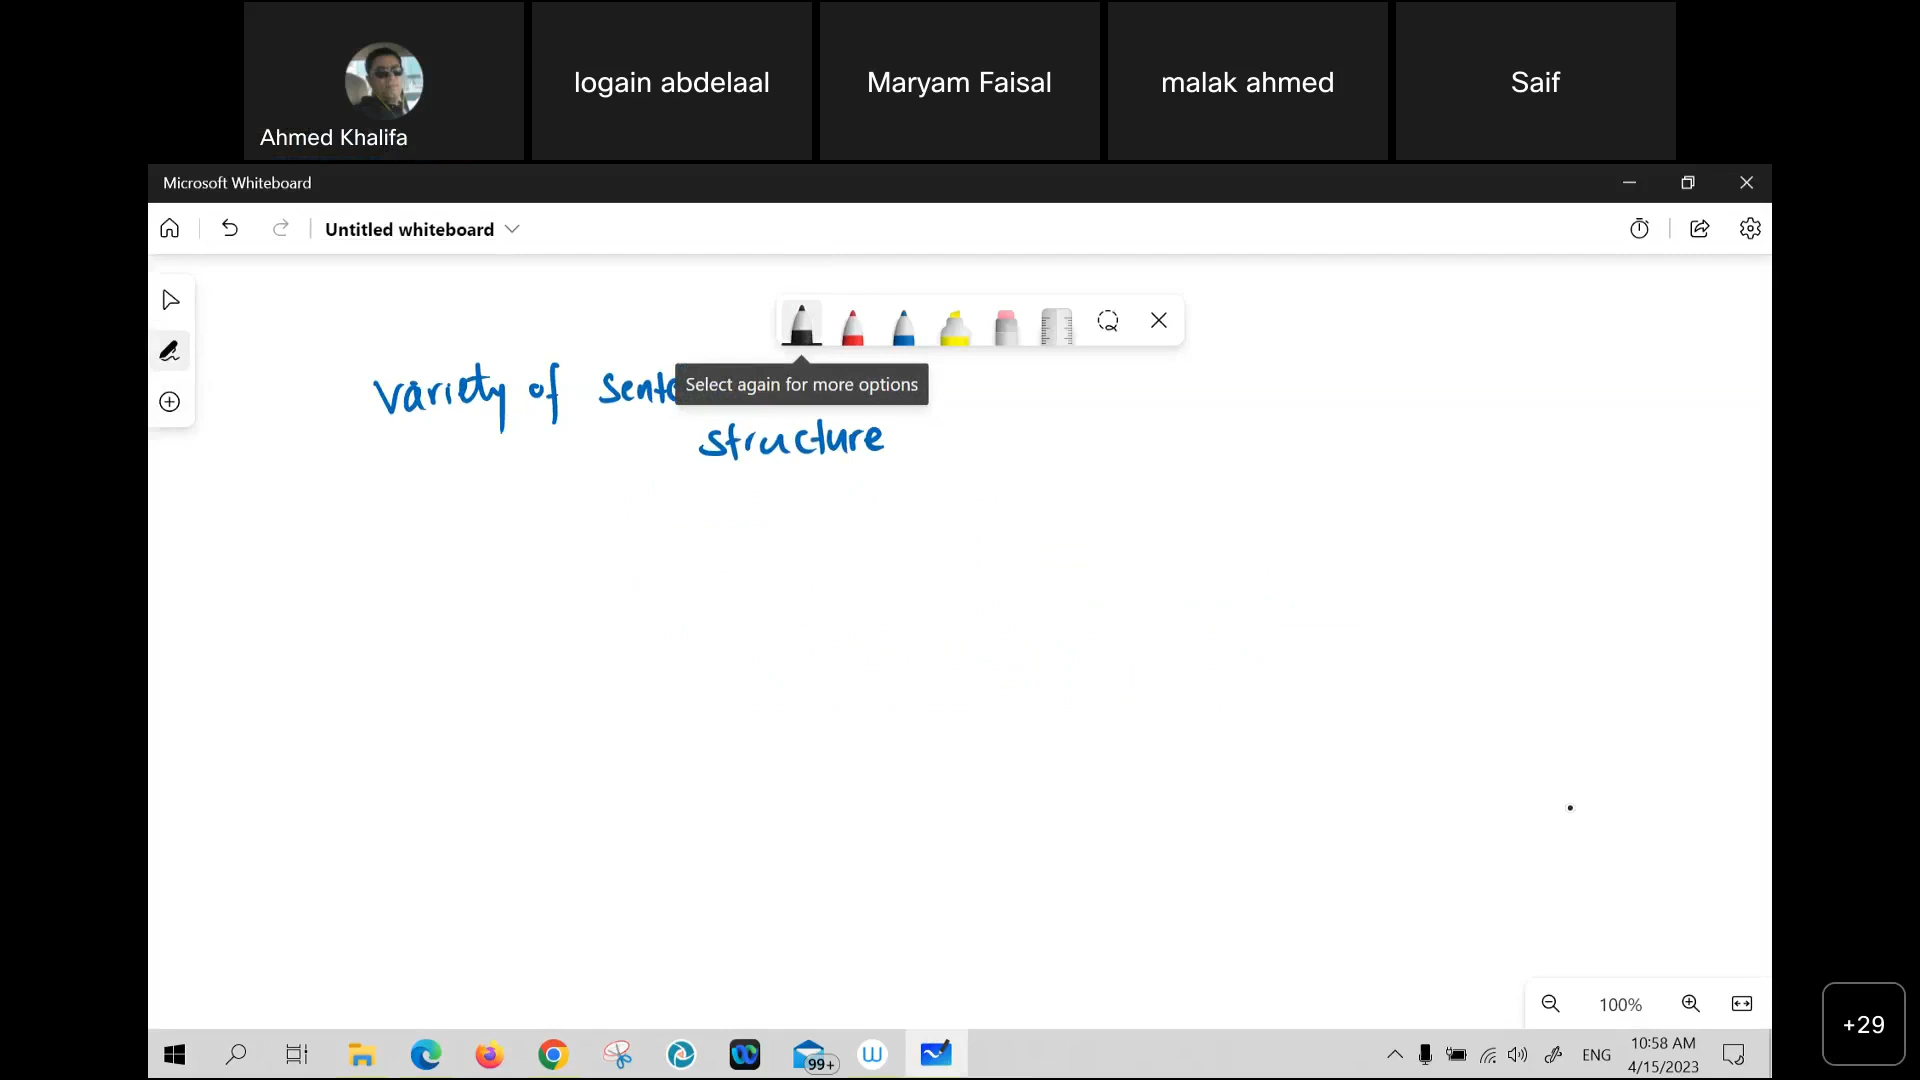 logain abdelaal
Maryam Faisal
malak ahmed
Saif
Ahmed Khalifa
Microsoft Whiteboard
Untitled whiteboard
Select again for more options
variety of
structure
100%
+29
99+
ENG
10:58 AM
4/15/2023